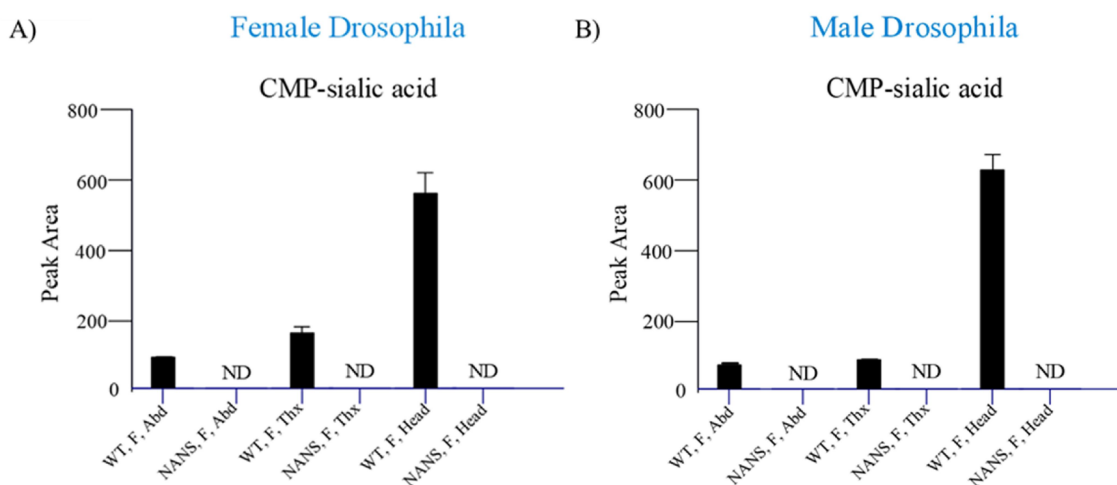 A)
Female Drosophila
CMP-sialic acid
Peak Area
800
600
400
200
0
ND
ND
ND
WT, F, Abd
NANS, F, Abd
WT, F, Thx
NANS, F, Thx
WT, F, Head
NANS, F, Head
B)
Male Drosophila
CMP-sialic acid
Peak Area
800
600
400
200
0
ND
ND
ND
WT, F, Abd
NANS, F, Abd
WT, F, Thx
NANS, F, Thx
WT, F, Head
NANS, F, Head